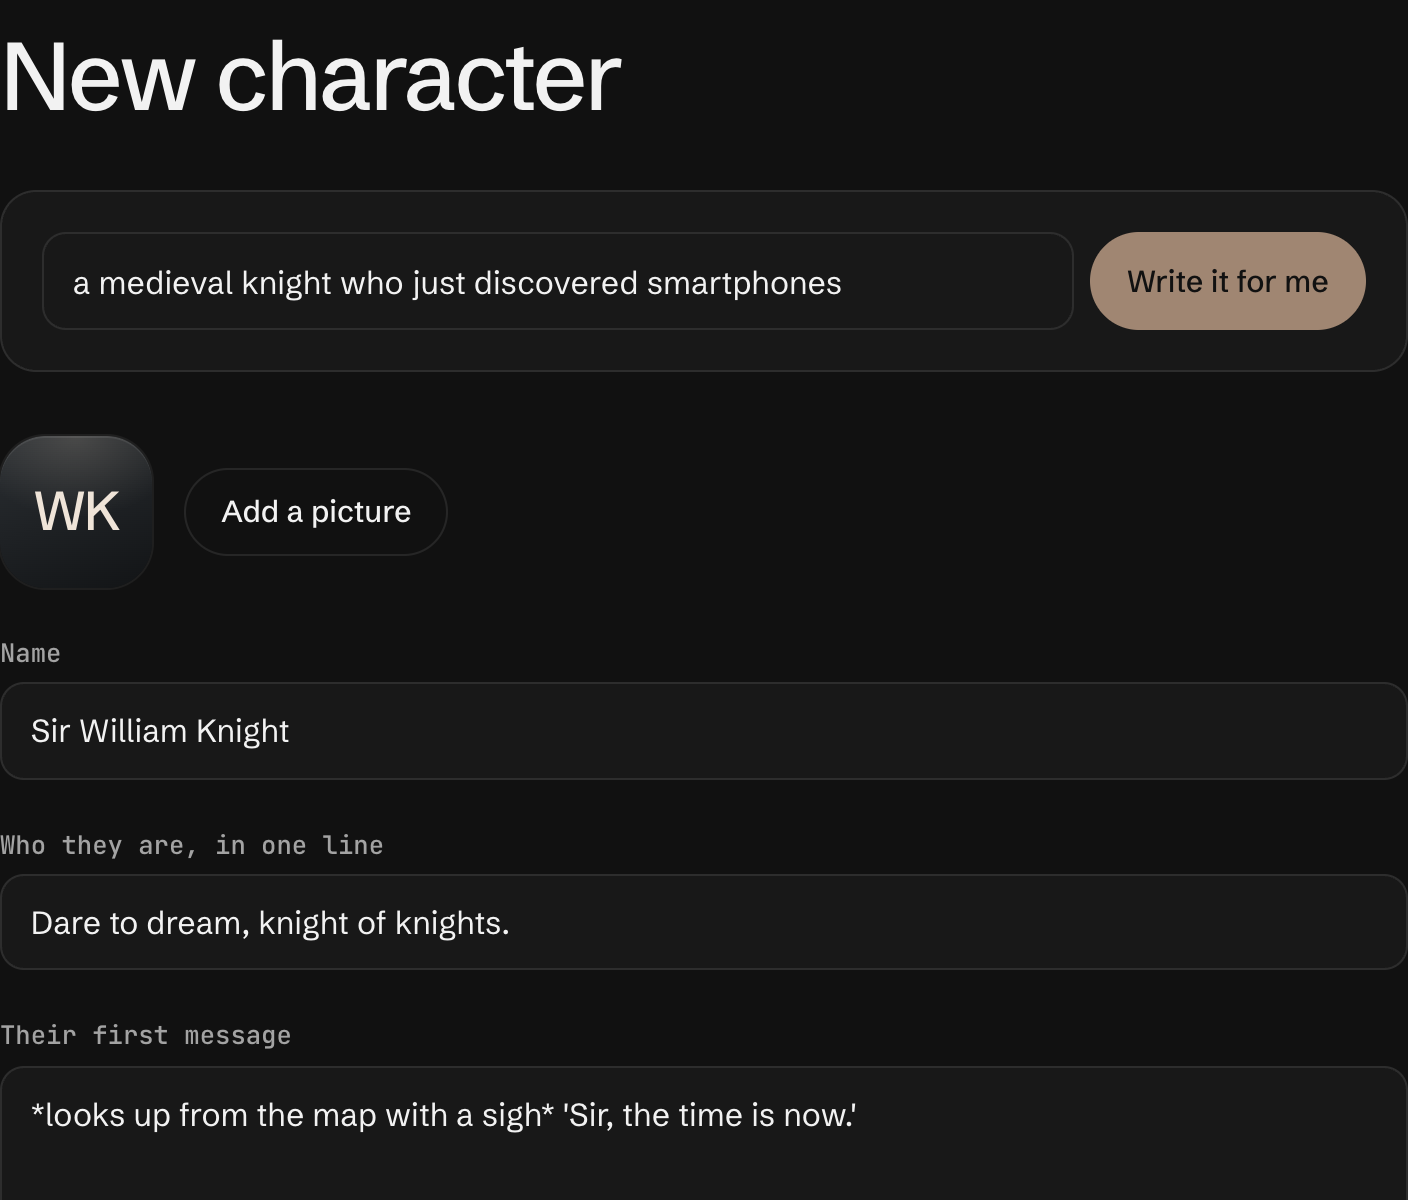 New character
a medieval knight who just discovered smartphones
Write it for me
WK
Add a picture
Name
Sir William Knight
Who they are, in one line
Dare to dream, knight of knights.
Their first message
*looks up from the map with a sigh* 'Sir, the time is now.'